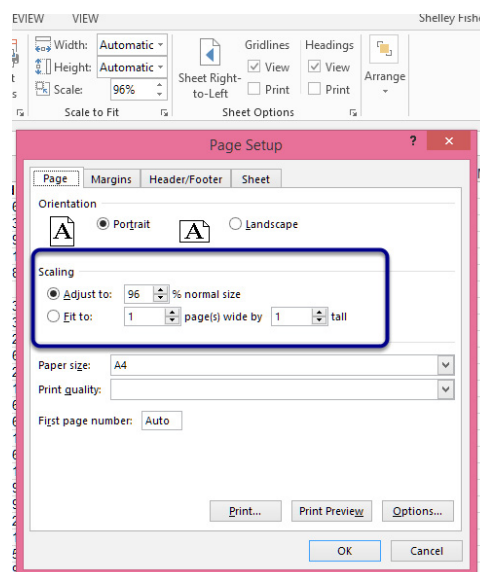 EVIEW VIEW Shelley Fish
Width: Automatic Gridlines Headings
Height: Automatic View View
Scale: 96% Sheet Right-to-Left Print Print Arrange
Scale to Fit Sheet Options
Page Setup ? ×
Page Margins Header/Footer Sheet
Orientation
A Portrait A Landscape
Scaling
Adjust to: 96 % normal size
Fit to: 1 page(s) wide by 1 tall
Paper size: A4
Print quality:
First page number: Auto
Print... Print Preview Options...
OK Cancel